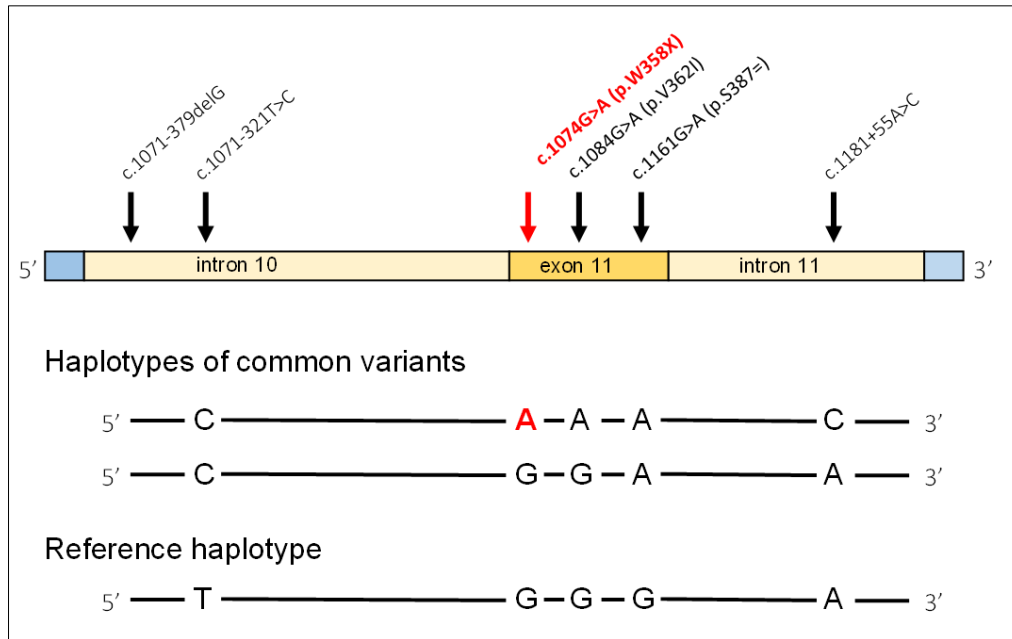 c.1071-379delG
c.1071-321T>C
c.1074G>A (p.W358X)
c.1084G>A (p.V362I)
c.1161G>A (p.S387=)
c.1181+55A>C
5’ intron 10 exon 11 intron 11 3’
Haplotypes of common variants
5’ C A A A C 3’
5’ C G G A A 3’
Reference haplotype
5’ T G G G A 3’